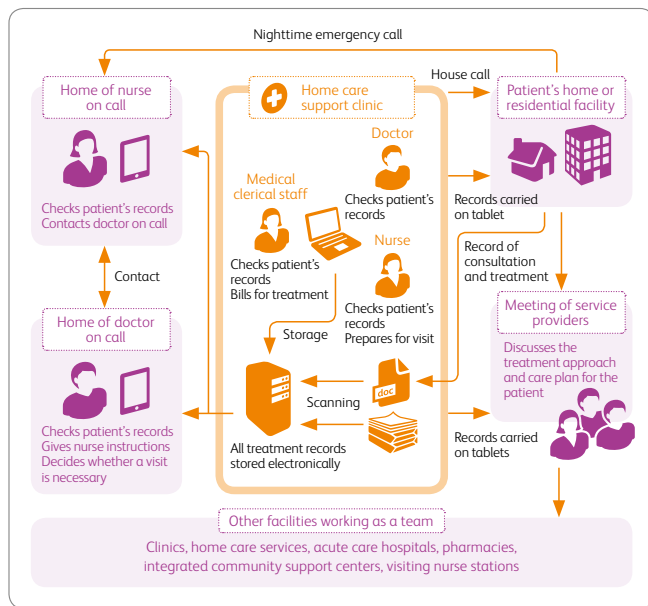 Nighttime emergency call
Home of nurse
on call
Checks patient's records
Contacts doctor on call
Contact
Home of doctor
on call
Checks patient's records
Gives nurse instructions
Decides whether a visit
is necessary
Home care
support clinic
Doctor
Checks patient's
records
Medical
clerical staff
Checks patient's
records
Bills for treatment
Nurse
Checks patient's
records
Prepares for visit
Storage
doc
Scanning
All treatment records
stored electronically
House call
Patient's home or
residential facility
Records carried
on tablet
Record of
consultation
and treatment
Meeting of service
providers
Discusses the
treatment approach
and care plan for the
patient
Records carried
on tablets
Other facilities working as a team
Clinics, home care services, acute care hospitals, pharmacies,
integrated community support centers, visiting nurse stations